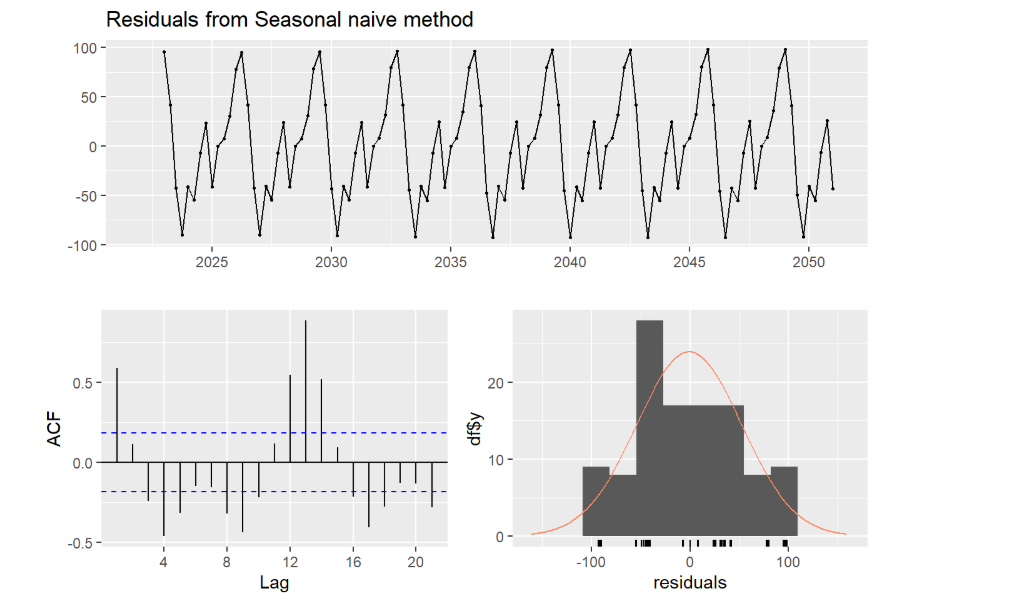 Residuals from Seasonal naive method
100
50
0
-50
-100
2025 2030 2035 2040 2045 2050
ACF
0.5
0.0
-0.5
4 8 12 16 20
Lag
df$y
20
10
0
-100 0 100
residuals